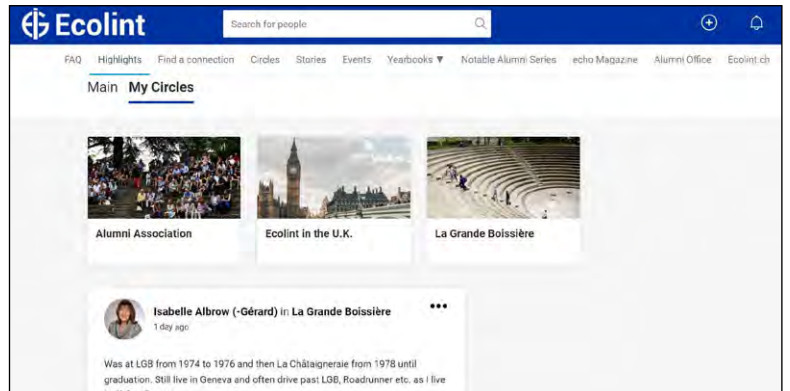 Ecolint
Search for people
FAQ Highlights Find a connection Circles Stories Events Yearbooks ▼ Notable Alumni Series echo Magazine Alumni Office Ecolint.ch
Main My Circles
Alumni Association
Ecolint in the U.K.
La Grande Boissière
Isabelle Albrow (-Gérard) in La Grande Boissière
1 day ago
Was at LGB from 1974 to 1976 and then La Châtaigneraie from 1978 until
graduation. Still live in Geneva and often drive past LGB, Roadrunner etc. as I live